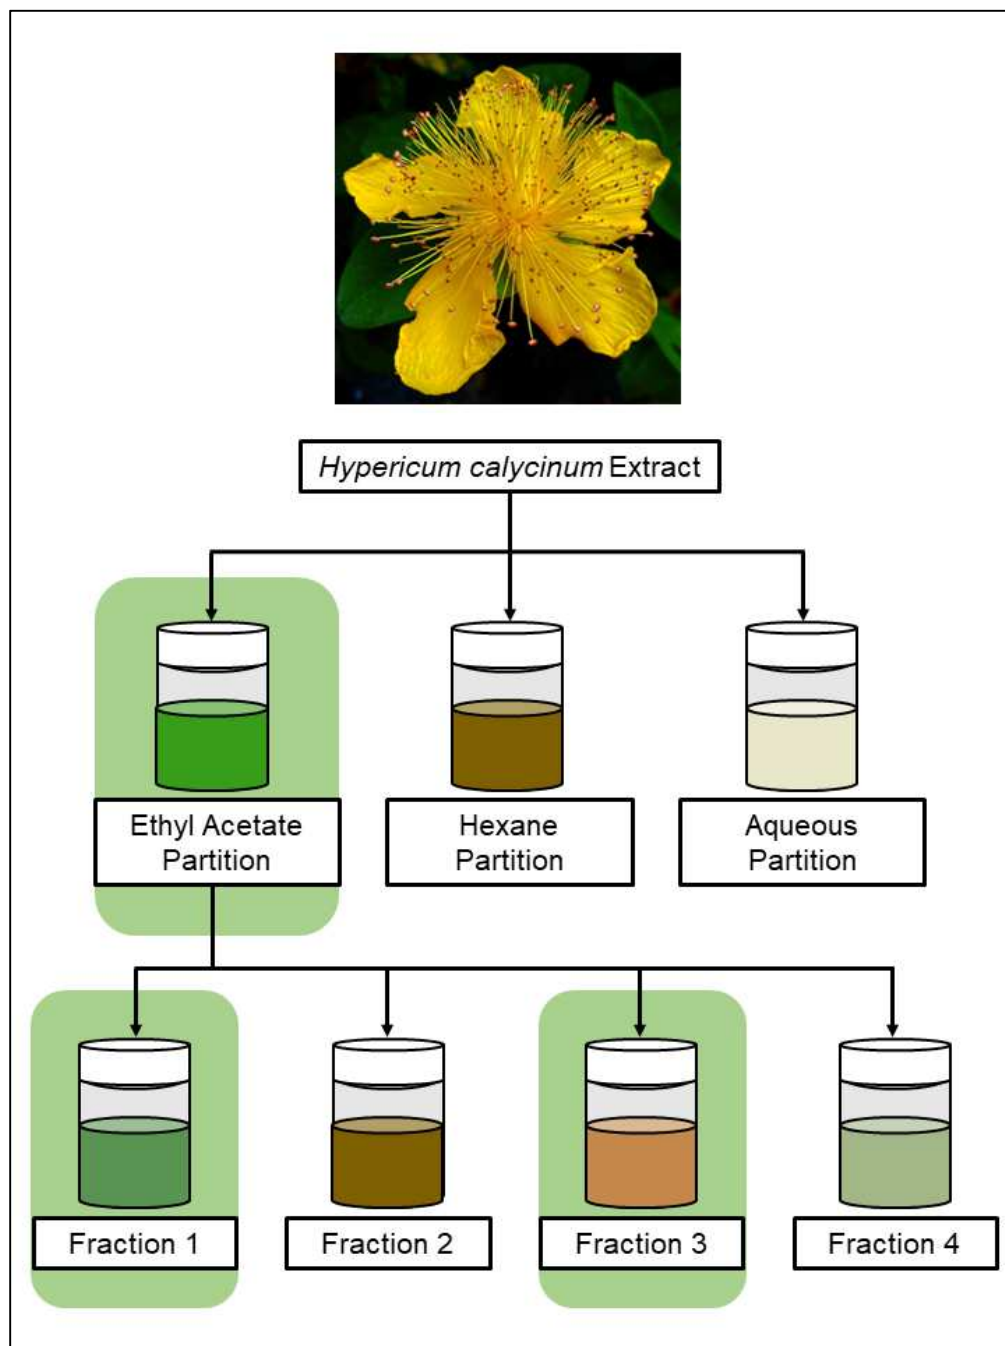 Hypericum calycinum Extract
Ethyl Acetate
Partition
Hexane
Partition
Aqueous
Partition
Fraction 1
Fraction 2
Fraction 3
Fraction 4